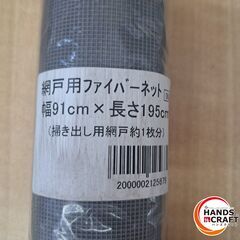 網戸用ファイバーネット
幅91cm×長さ195cm
(掃き出し用網戸約1枚分)
2000002125679
HANDS
CRAFT